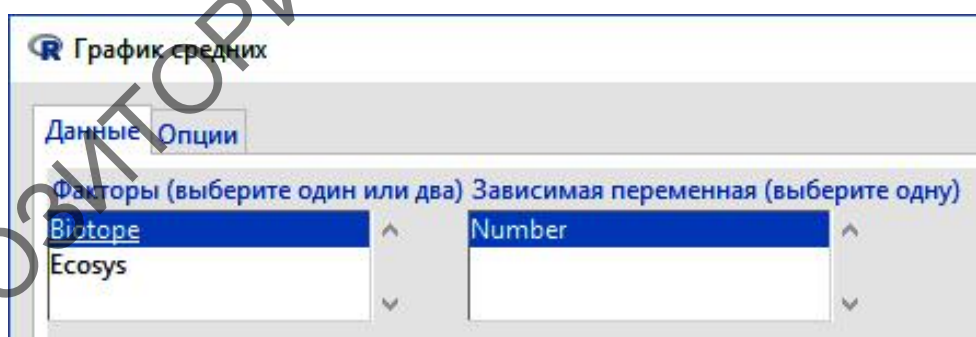 График средних
Данные Опции
Факторы (выберите один или два) Зависимая переменная (выберите одну)
Biotope Number
Ecosys